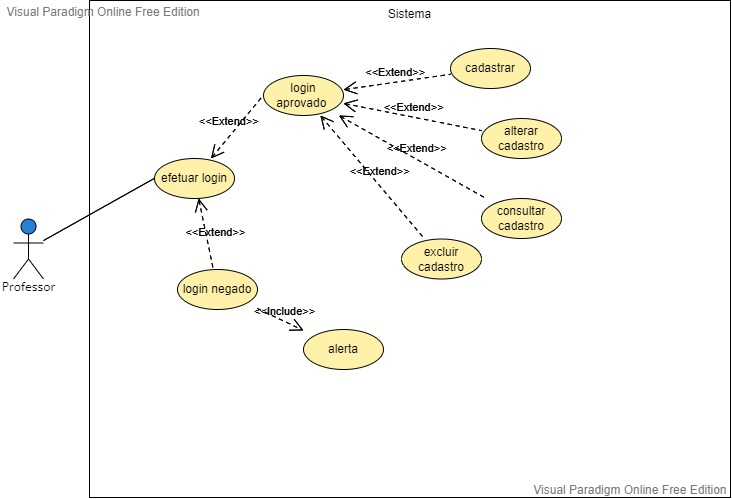 Visual Paradigm Online Free Edition
Sistema
<<Extend>>
cadastrar
login
aprovado
<<Extend>>
alterar
cadastro
<<Extend>>
<<Extend>>
<<Extend>>
efetuar login
consultar
cadastro
<<Extend>>
excluir
cadastro
Professor
login negado
<<Include>>
alerta
Visual Paradigm Online Free Edition